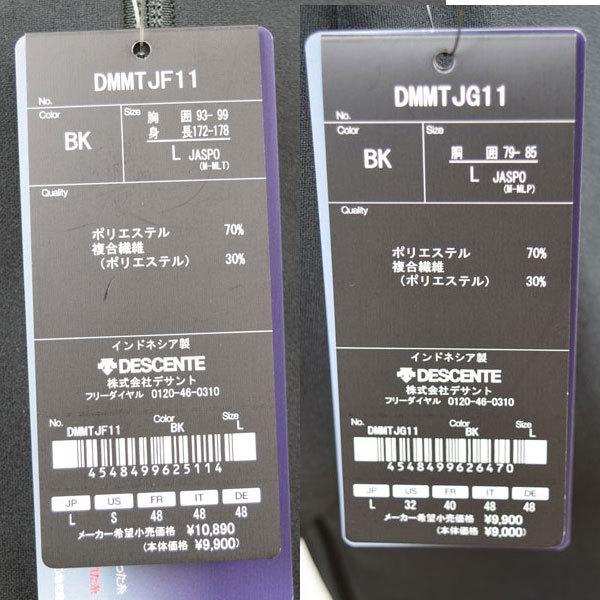 DMMTJF11
No.
Color
BK
Size
胸 囲 93- 99
身 長172-178
L JASPO
(M-MLT)
Quality
ポリエステル 70%
複合繊維
(ポリエステル) 30%
インドネシア製
DESCENTE
株式会社デサント
フリーダイヤル 0120-46-0310
No. DMMTJF11 Color BK Size L
4548499625114
JP US FR IT DE
L S 48 48 48
メーカー希望小売価格 ¥10,890
(本体価格 ¥9,900)
DMMTJG11
No.
Color
BK
Size
胴 囲 79- 85
L JASPO
(M-MLP)
Quality
ポリエステル 70%
複合繊維
(ポリエステル) 30%
インドネシア製
DESCENTE
株式会社デサント
フリーダイヤル 0120-46-0310
No. DMMTJG11 Color BK Size L
4548499626470
JP US FR IT DE
L 32 40 48 48
メーカー希望小売価格 ¥9,900
(本体価格 ¥9,000)